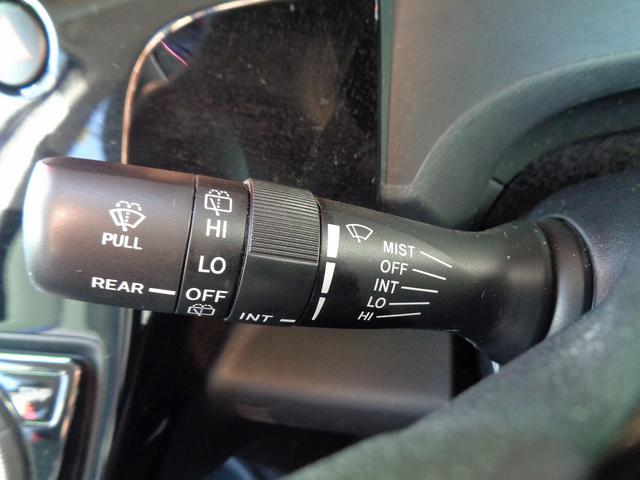 PULL
REAR
HI
LO
OFF
INT
MIST
OFF
INT
LO
HI